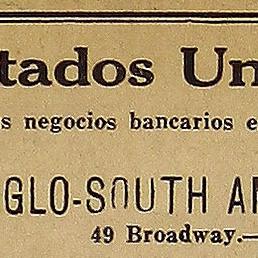 tados Un
s negocios bancarios e
GLO-SOUTH A
49 Broadway.—